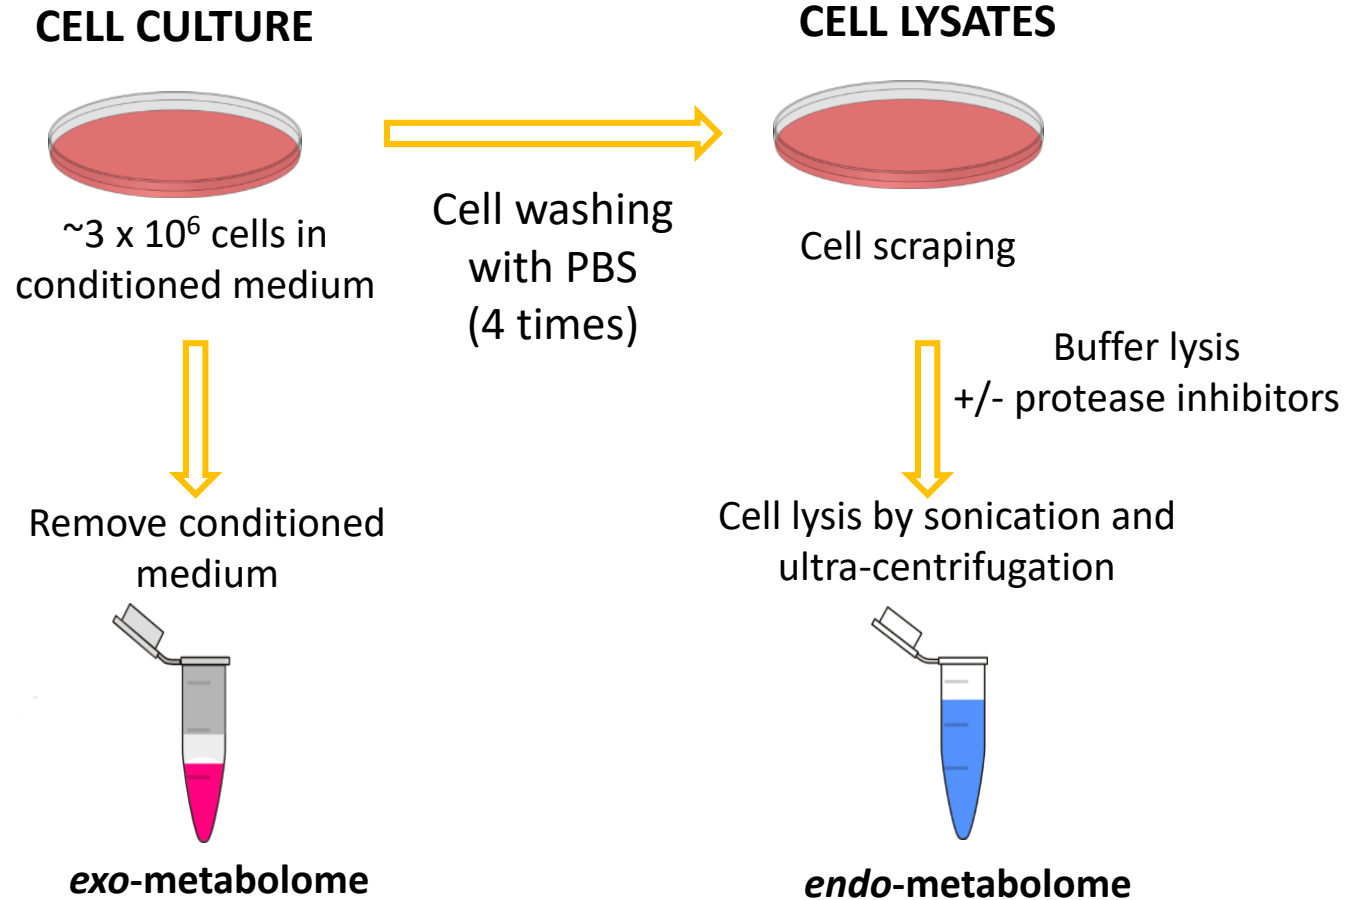 CELL CULTURE
~3 x 10⁶ cells in
conditioned medium
Cell washing
with PBS
(4 times)
CELL LYSATES
Cell scraping
Buffer lysis
+/- protease inhibitors
Remove conditioned
medium
Cell lysis by sonication and
ultra-centrifugation
exo-metabolome
endo-metabolome